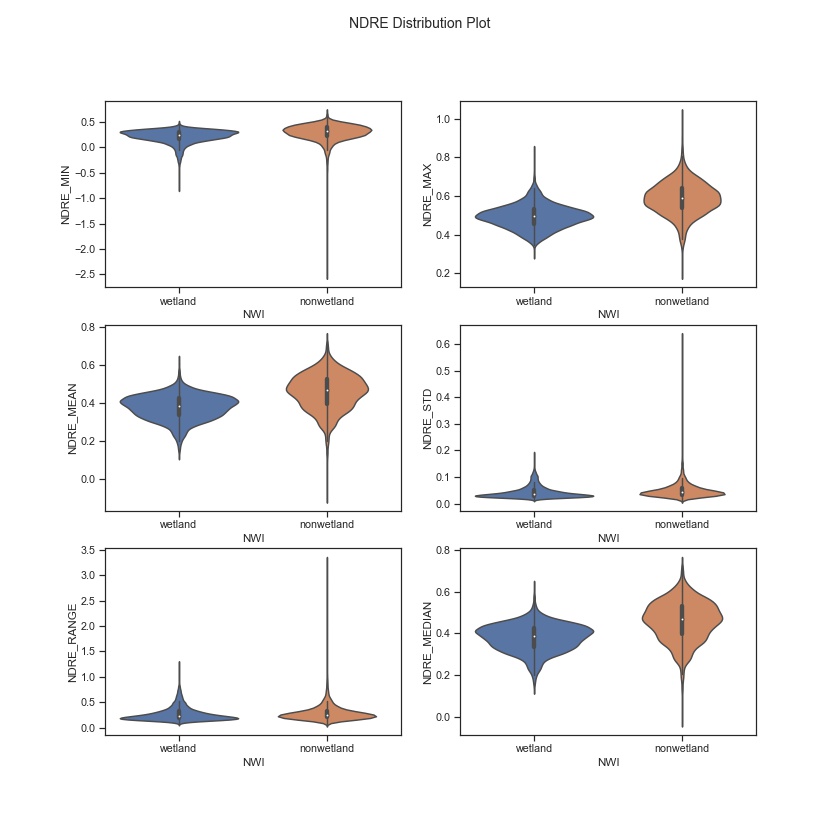 NDRE Distribution Plot
NDRE_MIN
0.5
0.0
−0.5
−1.0
−1.5
−2.0
−2.5
wetland nonwetland
NWI
NDRE_MAX
1.0
0.8
0.6
0.4
0.2
wetland nonwetland
NWI
NDRE_MEAN
0.8
0.6
0.4
0.2
0.0
wetland nonwetland
NWI
NDRE_STD
0.6
0.5
0.4
0.3
0.2
0.1
0.0
wetland nonwetland
NWI
NDRE_RANGE
3.5
3.0
2.5
2.0
1.5
1.0
0.5
0.0
wetland nonwetland
NWI
NDRE_MEDIAN
0.8
0.6
0.4
0.2
0.0
wetland nonwetland
NWI